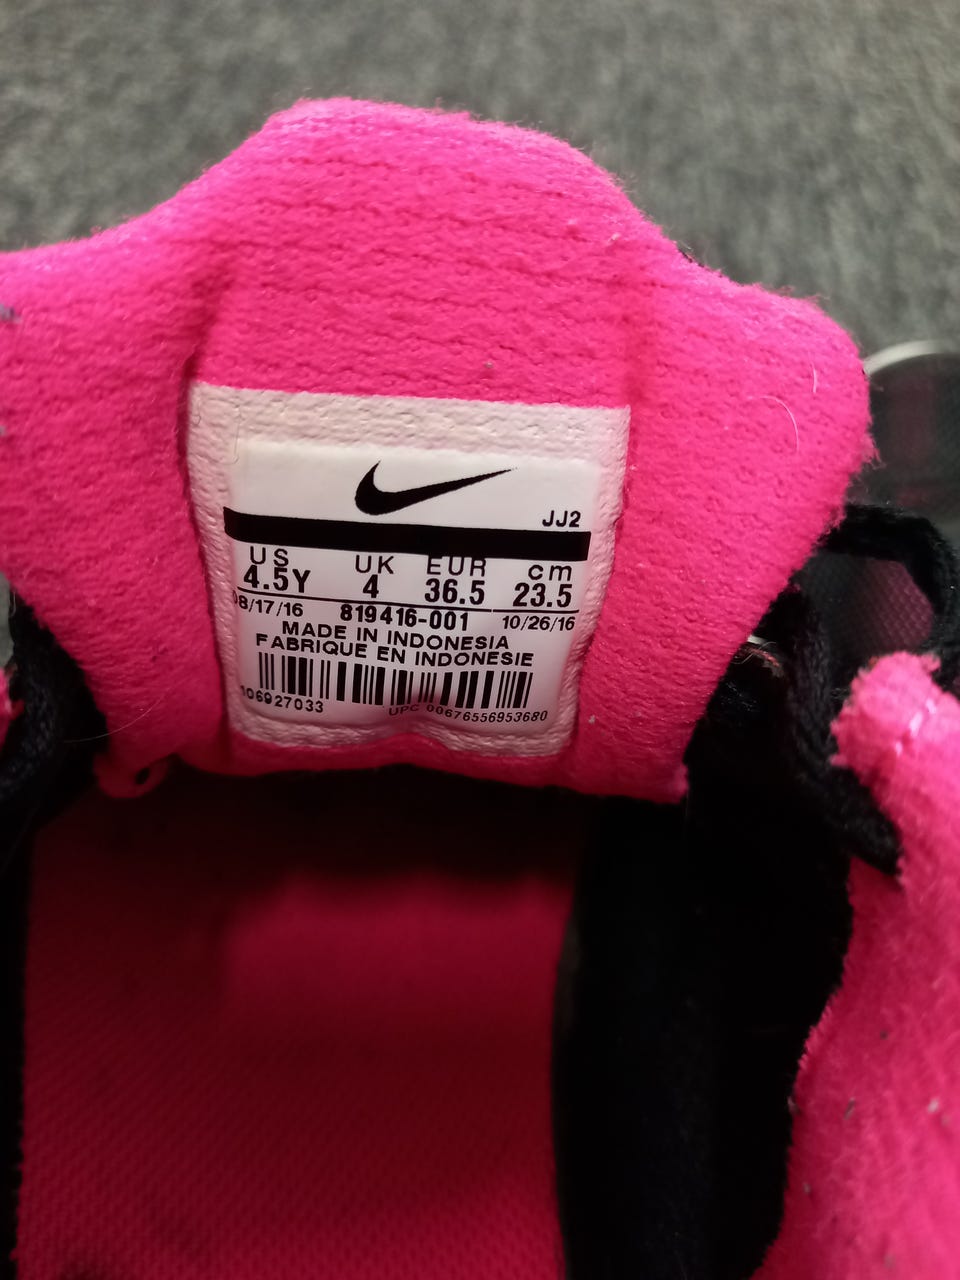 JJ2
US UK EUR cm
4.5Y 4 36.5 23.5
08/17/16 819416-001 10/26/16
MADE IN INDONESIA
FABRIQUE EN INDONESIE
106927033 UPC 00676556953680